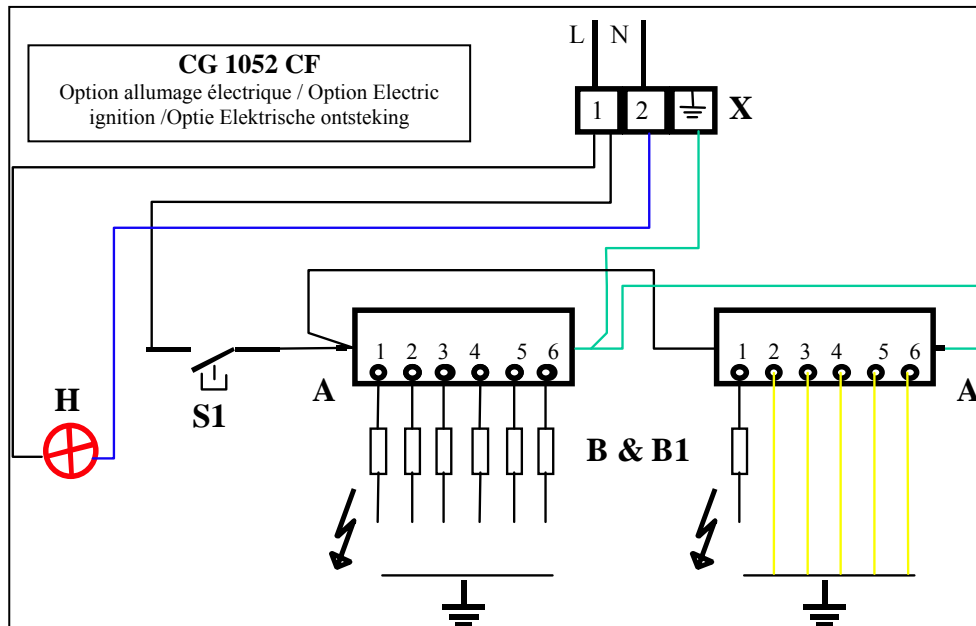 CG 1052 CF
Option allumage électrique / Option Electric
ignition /Optie Elektrische ontsteking
L N
1 2 X
1 2 3 4 5 6
1 2 3 4 5 6
A
A
H
S1
B & B1